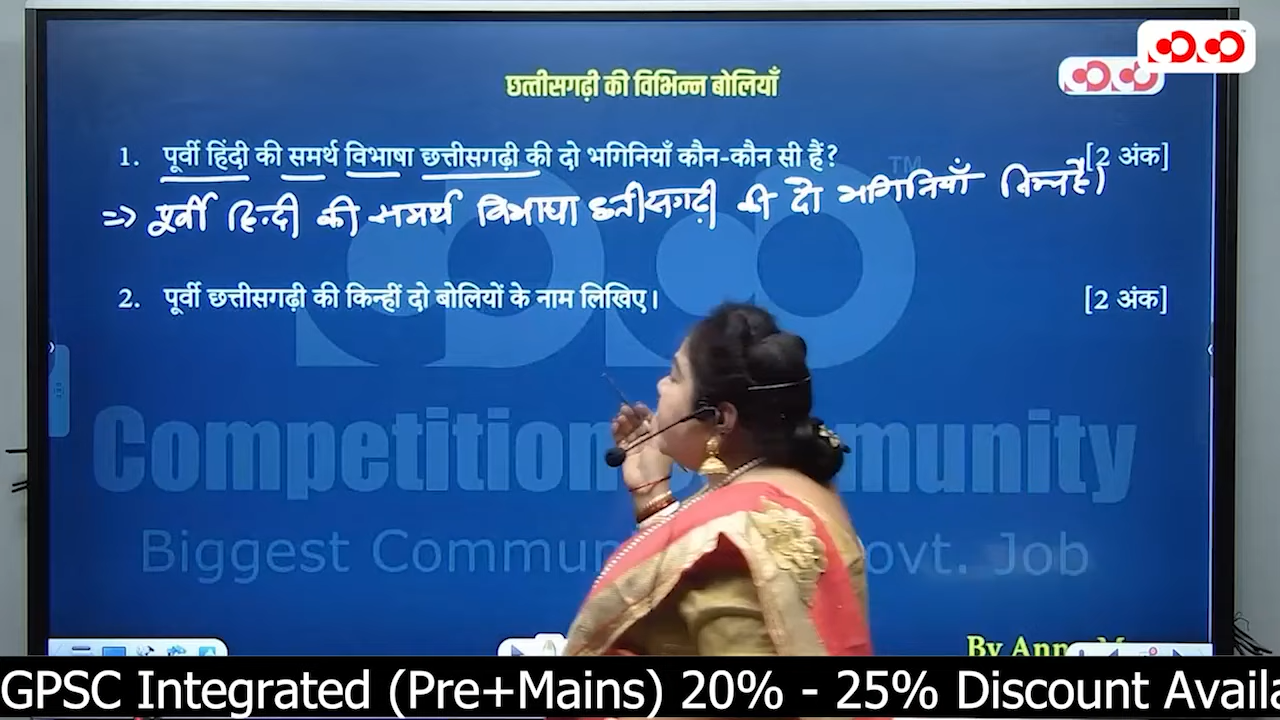 छत्तीसगढ़ी की विभिन्न बोलियाँ
1. पूर्वी हिंदी की समर्थ विभाषा छत्तीसगढ़ी की दो भगिनियाँ कौन-कौन सी हैं? [2 अंक]
TM
=> पूर्वी हिन्दी की समर्थ विभाषा छत्तीसगढ़ी की दो भगिनियाँ निम्न हैं।
2. पूर्वी छत्तीसगढ़ी की किन्हीं दो बोलियों के नाम लिखिए। [2 अंक]
Competition munity
Biggest Commun ovt. Job
By
GPSC Integrated (Pre+Mains) 20% - 25% Discount Availa